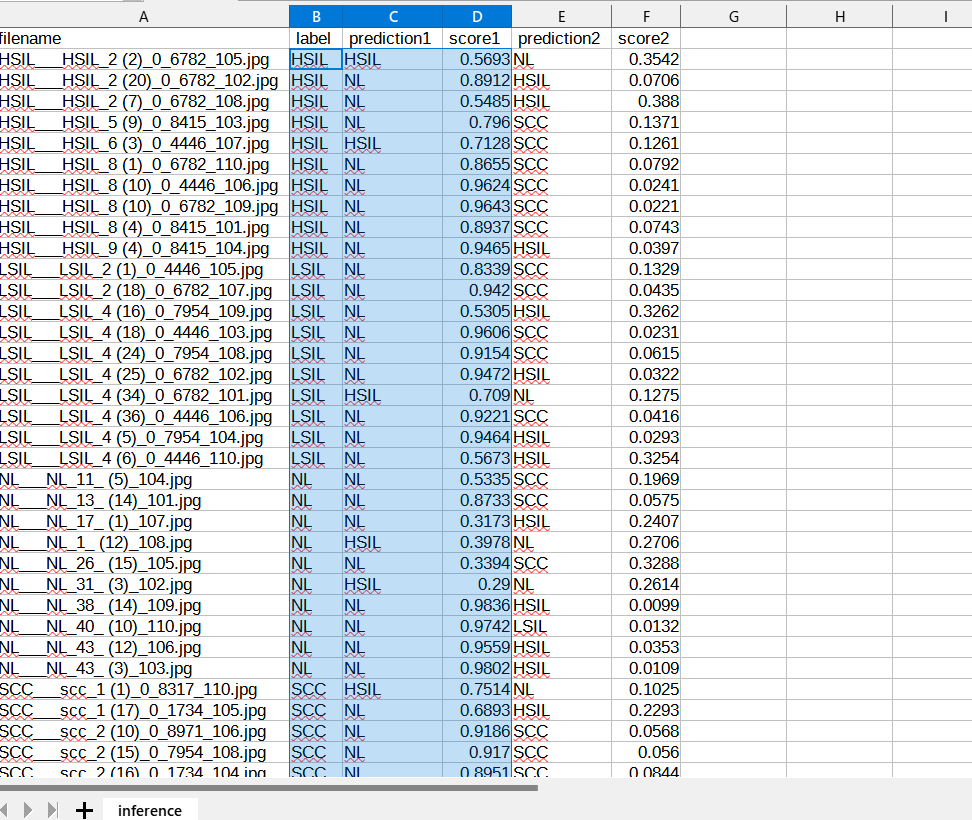 A B C D E F G H I
filename label prediction1 score1 prediction2 score2
HSIL___HSIL_2 (2)_0_6782_105.jpg HSIL HSIL 0.5693 NL 0.3542
HSIL___HSIL_2 (20)_0_6782_102.jpg HSIL NL 0.8912 HSIL 0.0706
HSIL___HSIL_2 (7)_0_6782_108.jpg HSIL NL 0.5485 HSIL 0.388
HSIL___HSIL_5 (9)_0_8415_103.jpg HSIL NL 0.796 SCC 0.1371
HSIL___HSIL_6 (3)_0_4446_107.jpg HSIL HSIL 0.7128 SCC 0.1261
HSIL___HSIL_8 (1)_0_6782_110.jpg HSIL NL 0.8655 SCC 0.0792
HSIL___HSIL_8 (10)_0_4446_106.jpg HSIL NL 0.9624 SCC 0.0241
HSIL___HSIL_8 (10)_0_6782_109.jpg HSIL NL 0.9643 SCC 0.0221
HSIL___HSIL_8 (4)_0_8415_101.jpg HSIL NL 0.8937 SCC 0.0743
HSIL___HSIL_9 (4)_0_8415_104.jpg HSIL NL 0.9465 HSIL 0.0397
LSIL___LSIL_2 (1)_0_4446_105.jpg LSIL NL 0.8339 SCC 0.1329
LSIL___LSIL_2 (18)_0_6782_107.jpg LSIL NL 0.942 SCC 0.0435
LSIL___LSIL_4 (16)_0_7954_109.jpg LSIL NL 0.5305 HSIL 0.3262
LSIL___LSIL_4 (18)_0_4446_103.jpg LSIL NL 0.9606 SCC 0.0231
LSIL___LSIL_4 (24)_0_7954_108.jpg LSIL NL 0.9154 SCC 0.0615
LSIL___LSIL_4 (25)_0_6782_102.jpg LSIL NL 0.9472 HSIL 0.0322
LSIL___LSIL_4 (34)_0_6782_101.jpg LSIL HSIL 0.709 NL 0.1275
LSIL___LSIL_4 (36)_0_4446_106.jpg LSIL NL 0.9221 SCC 0.0416
LSIL___LSIL_4 (5)_0_7954_104.jpg LSIL NL 0.9464 HSIL 0.0293
LSIL___LSIL_4 (6)_0_4446_110.jpg LSIL NL 0.5673 HSIL 0.3254
NL___NL_11_ (5)_104.jpg NL NL 0.5335 SCC 0.1969
NL___NL_13_ (14)_101.jpg NL NL 0.8733 SCC 0.0575
NL___NL_17_ (1)_107.jpg NL NL 0.3173 HSIL 0.2407
NL___NL_1_ (12)_108.jpg NL HSIL 0.3978 NL 0.2706
NL___NL_26_ (15)_105.jpg NL NL 0.3394 SCC 0.3288
NL___NL_31_ (3)_102.jpg NL HSIL 0.29 NL 0.2614
NL___NL_38_ (14)_109.jpg NL NL 0.9836 HSIL 0.0099
NL___NL_40_ (10)_110.jpg NL NL 0.9742 LSIL 0.0132
NL___NL_43_ (12)_106.jpg NL NL 0.9559 HSIL 0.0353
NL___NL_43_ (3)_103.jpg NL NL 0.9802 HSIL 0.0109
SCC___scc_1 (1)_0_8317_110.jpg SCC HSIL 0.7514 NL 0.1025
SCC___scc_1 (17)_0_1734_105.jpg SCC NL 0.6893 HSIL 0.2293
SCC___scc_2 (10)_0_8971_106.jpg SCC NL 0.9186 SCC 0.0568
SCC___scc_2 (15)_0_7954_108.jpg SCC NL 0.917 SCC 0.056
SCC___scc_2 (16)_0_1734_104.jpg SCC NL 0.8951 SCC 0.0844
inference